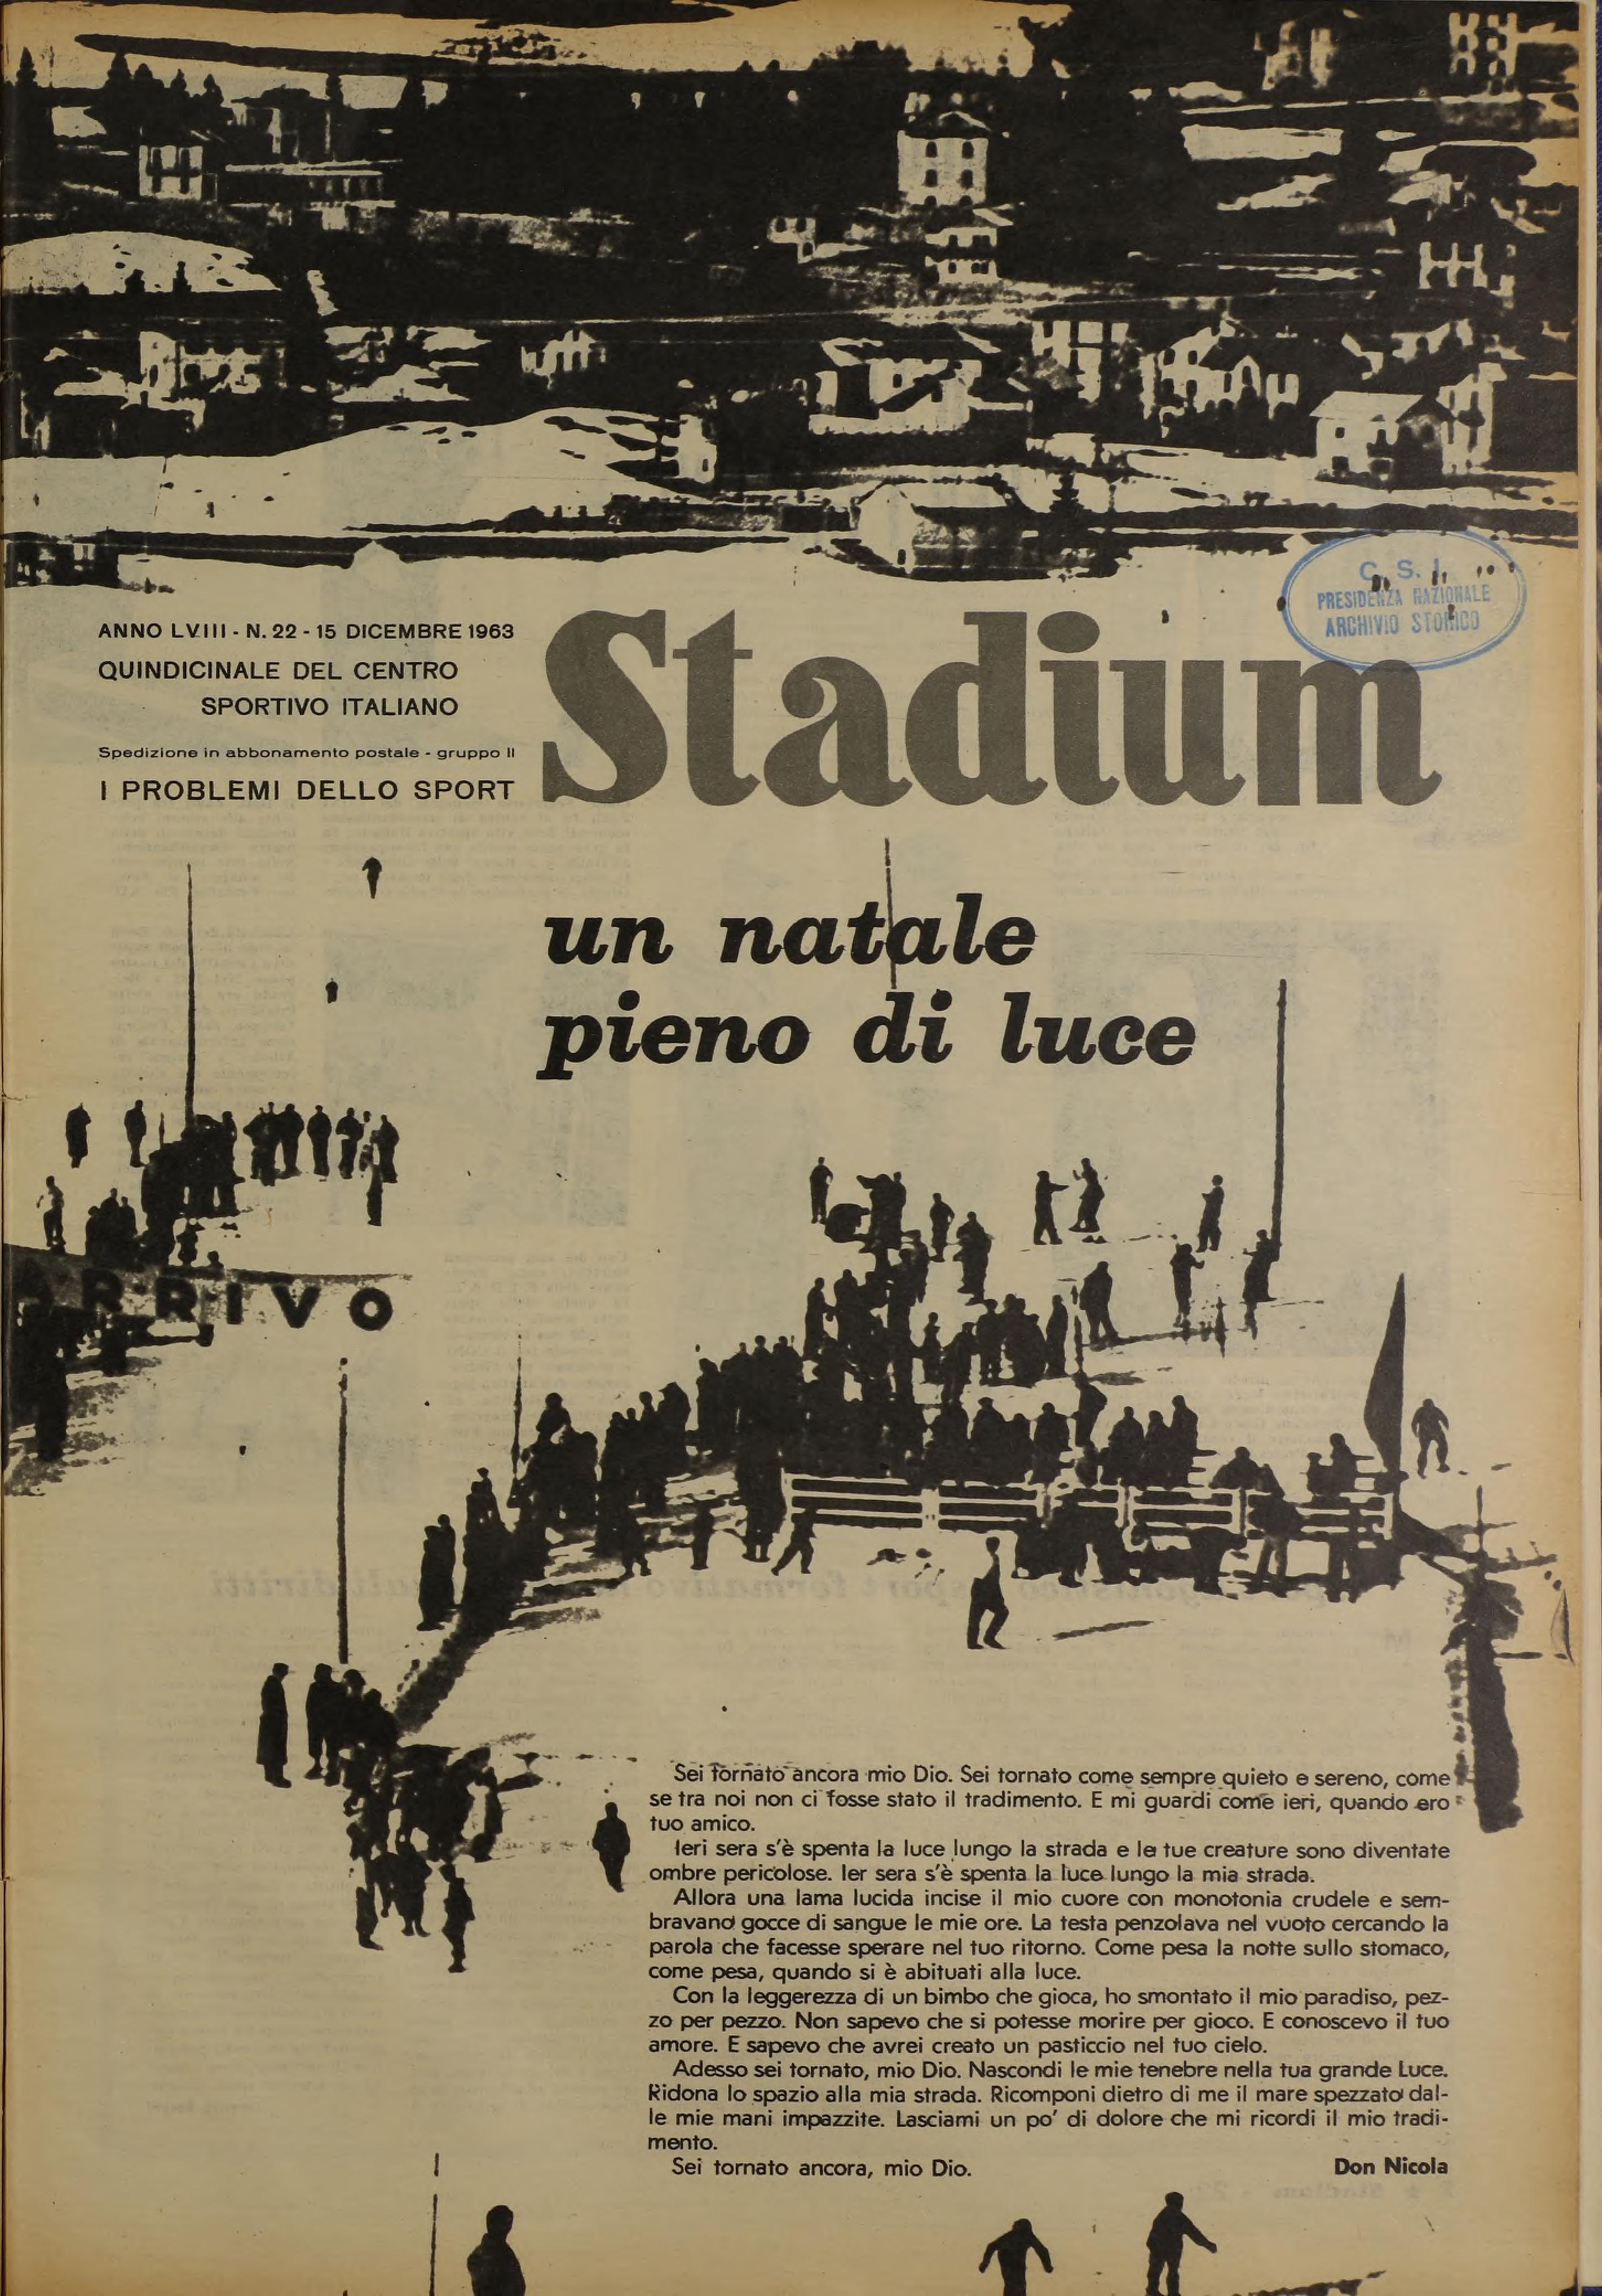 C. S. I.
PRESIDENZA NAZIONALE
ARCHIVIO STORICO
ANNO LVIII - N. 22 - 15 DICEMBRE 1963
QUINDICINALE DEL CENTRO
SPORTIVO ITALIANO
Spedizione in abbonamento postale - gruppo II
I PROBLEMI DELLO SPORT
Stadium
un natale
pieno di luce
ARRIVO
Sei tornato ancora mio Dio. Sei tornato come sempre quieto e sereno, come
se tra noi non ci fosse stato il tradimento. E mi guardi come ieri, quando ero
tuo amico.
Ieri sera s'è spenta la luce lungo la strada e le tue creature sono diventate
ombre pericolose. Ier sera s'è spenta la luce lungo la mia strada.
Allora una lama lucida incise il mio cuore con monotonia crudele e sem-
bravano gocce di sangue le mie ore. La testa penzolava nel vuoto cercando la
parola che facesse sperare nel tuo ritorno. Come pesa la notte sullo stomaco,
come pesa, quando si è abituati alla luce.
Con la leggerezza di un bimbo che gioca, ho smontato il mio paradiso, pez-
zo per pezzo. Non sapevo che si potesse morire per gioco. E conoscevo il tuo
amore. E sapevo che avrei creato un pasticcio nel tuo cielo.
Adesso sei tornato, mio Dio. Nascondi le mie tenebre nella tua grande Luce.
Ridona lo spazio alla mia strada. Ricomponi dietro di me il mare spezzato dal-
le mie mani impazzite. Lasciami un po' di dolore che mi ricordi il mio tradi-
mento.
Sei tornato ancora, mio Dio.
Don Nicola